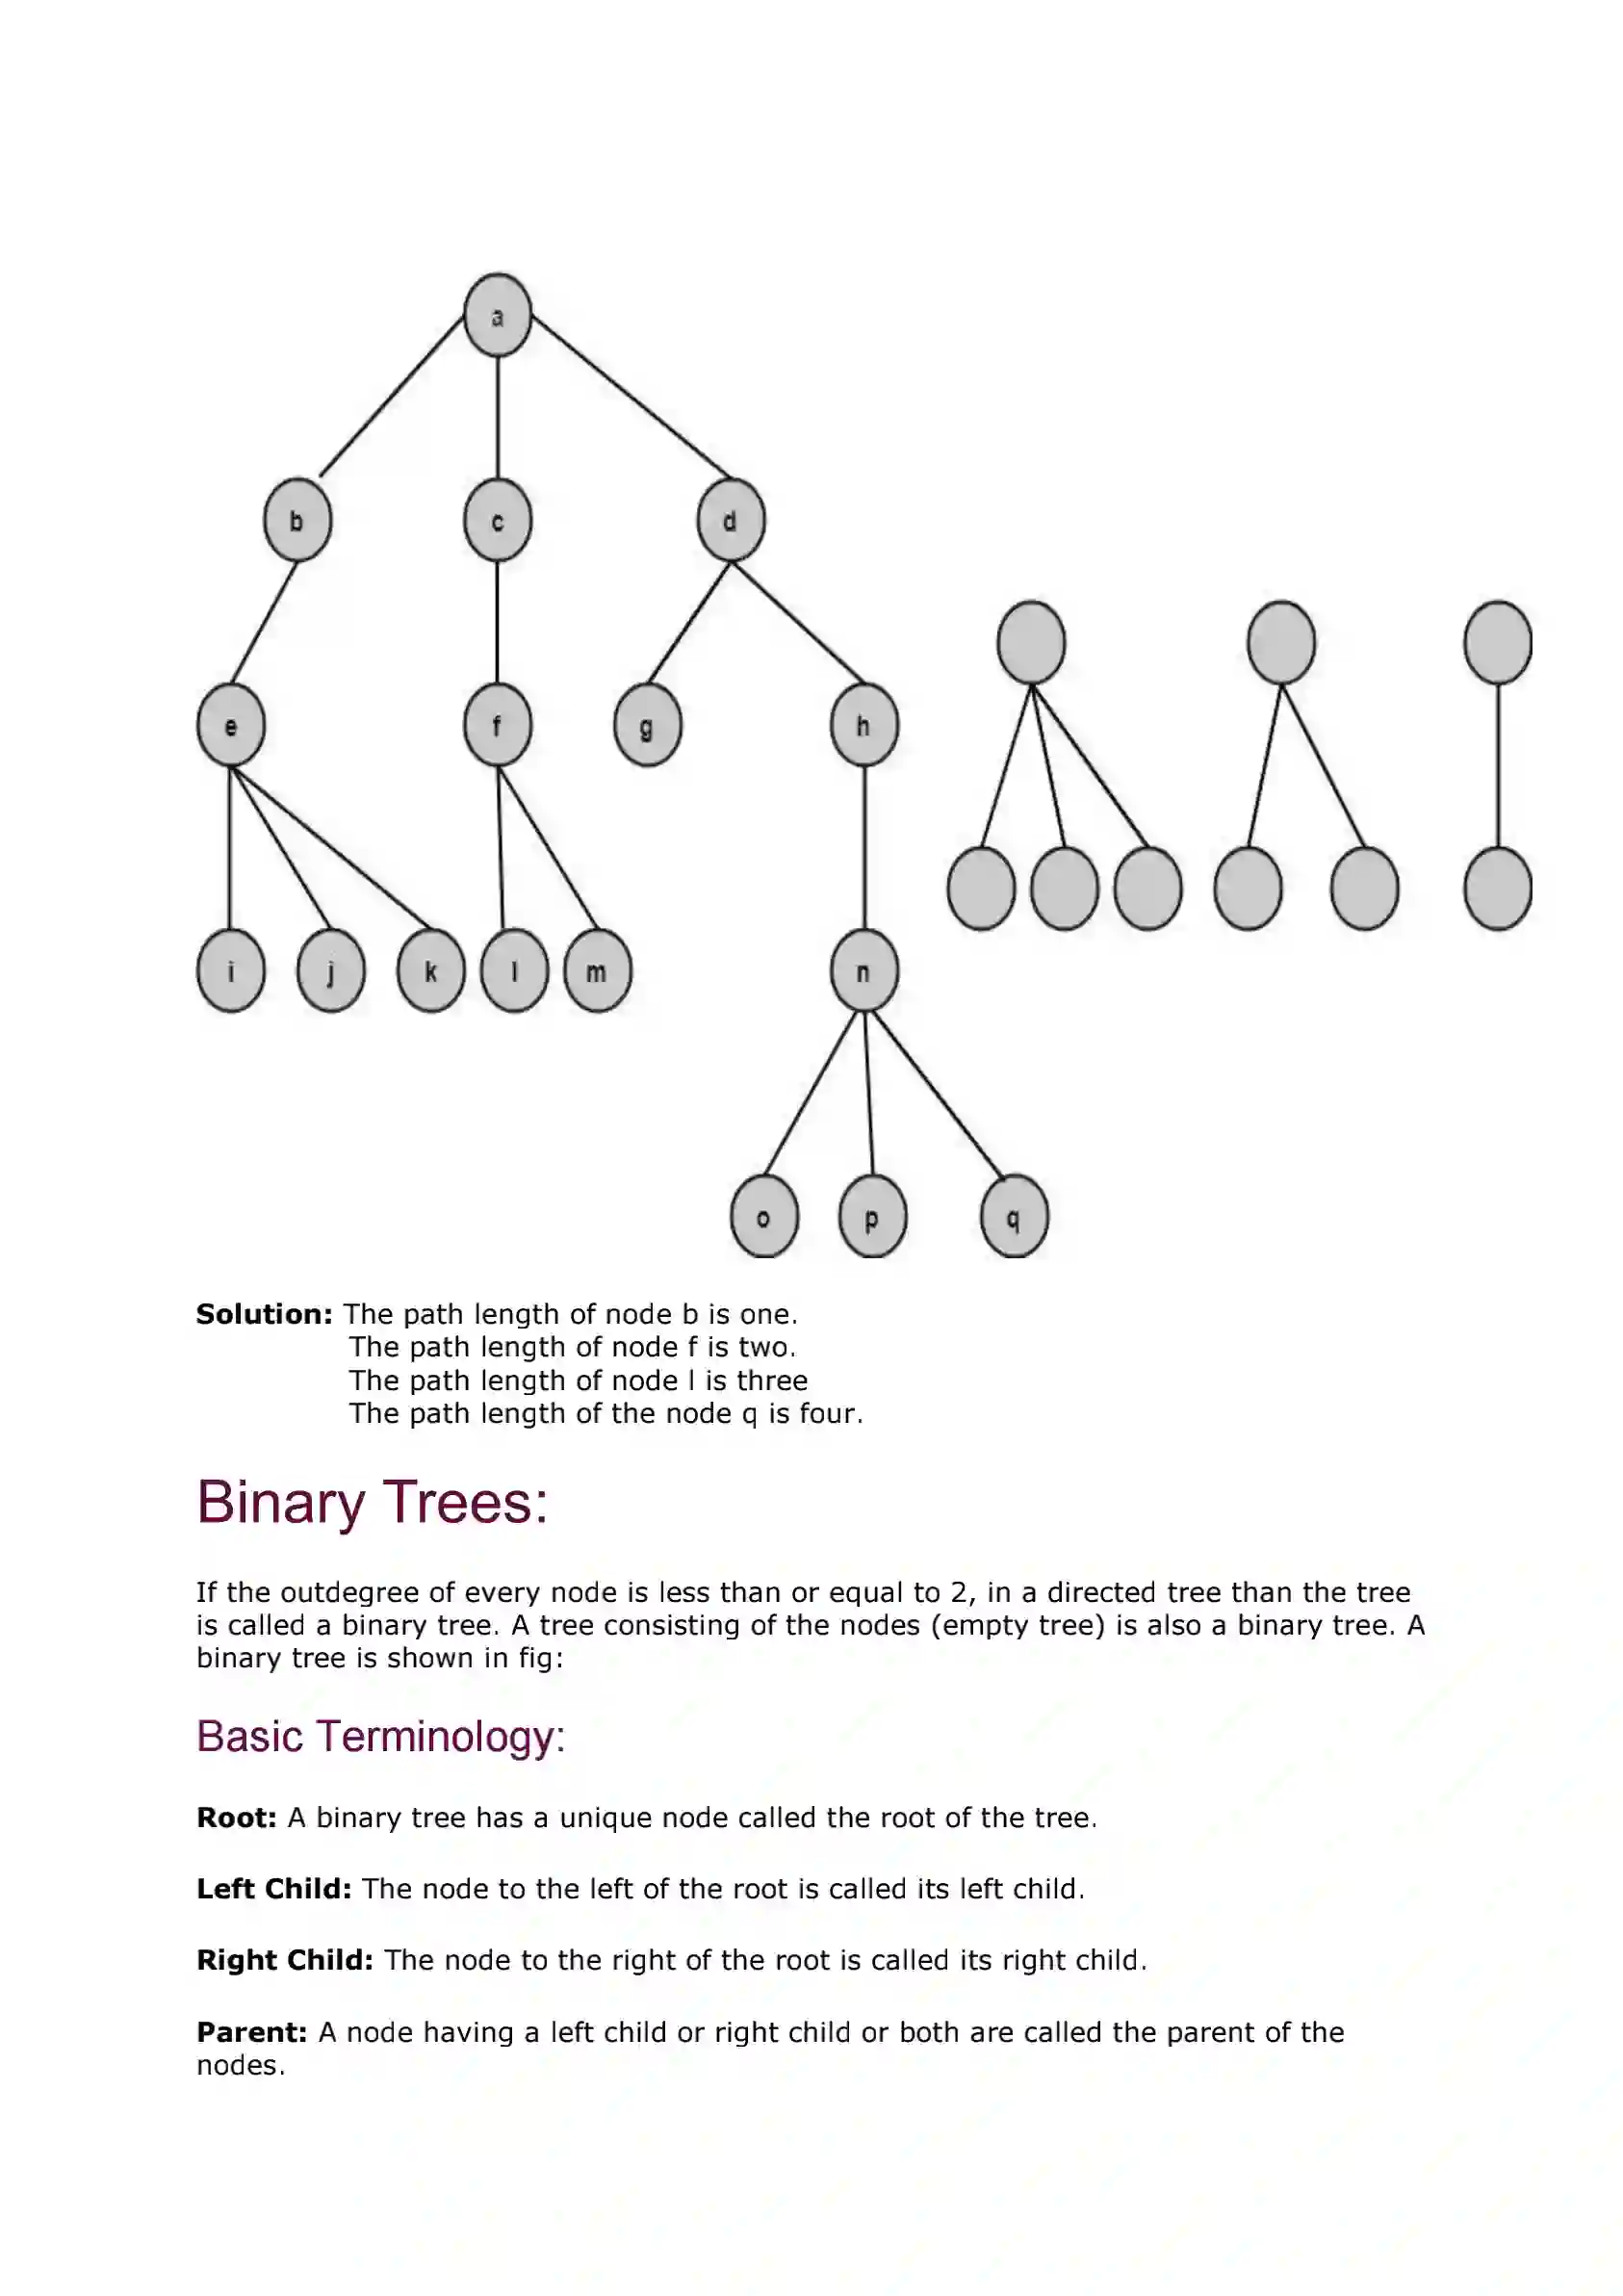 a
b
c
d
e
f
g
h
i
j
k
l
m
n
o
p
q
Solution: The path length of node b is one.
The path length of node f is two.
The path length of node l is three
The path length of the node q is four.
Binary Trees:
If the outdegree of every node is less than or equal to 2, in a directed tree than the tree
is called a binary tree. A tree consisting of the nodes (empty tree) is also a binary tree. A
binary tree is shown in fig:
Basic Terminology:
Root: A binary tree has a unique node called the root of the tree.
Left Child: The node to the left of the root is called its left child.
Right Child: The node to the right of the root is called its right child.
Parent: A node having a left child or right child or both are called the parent of the
nodes.